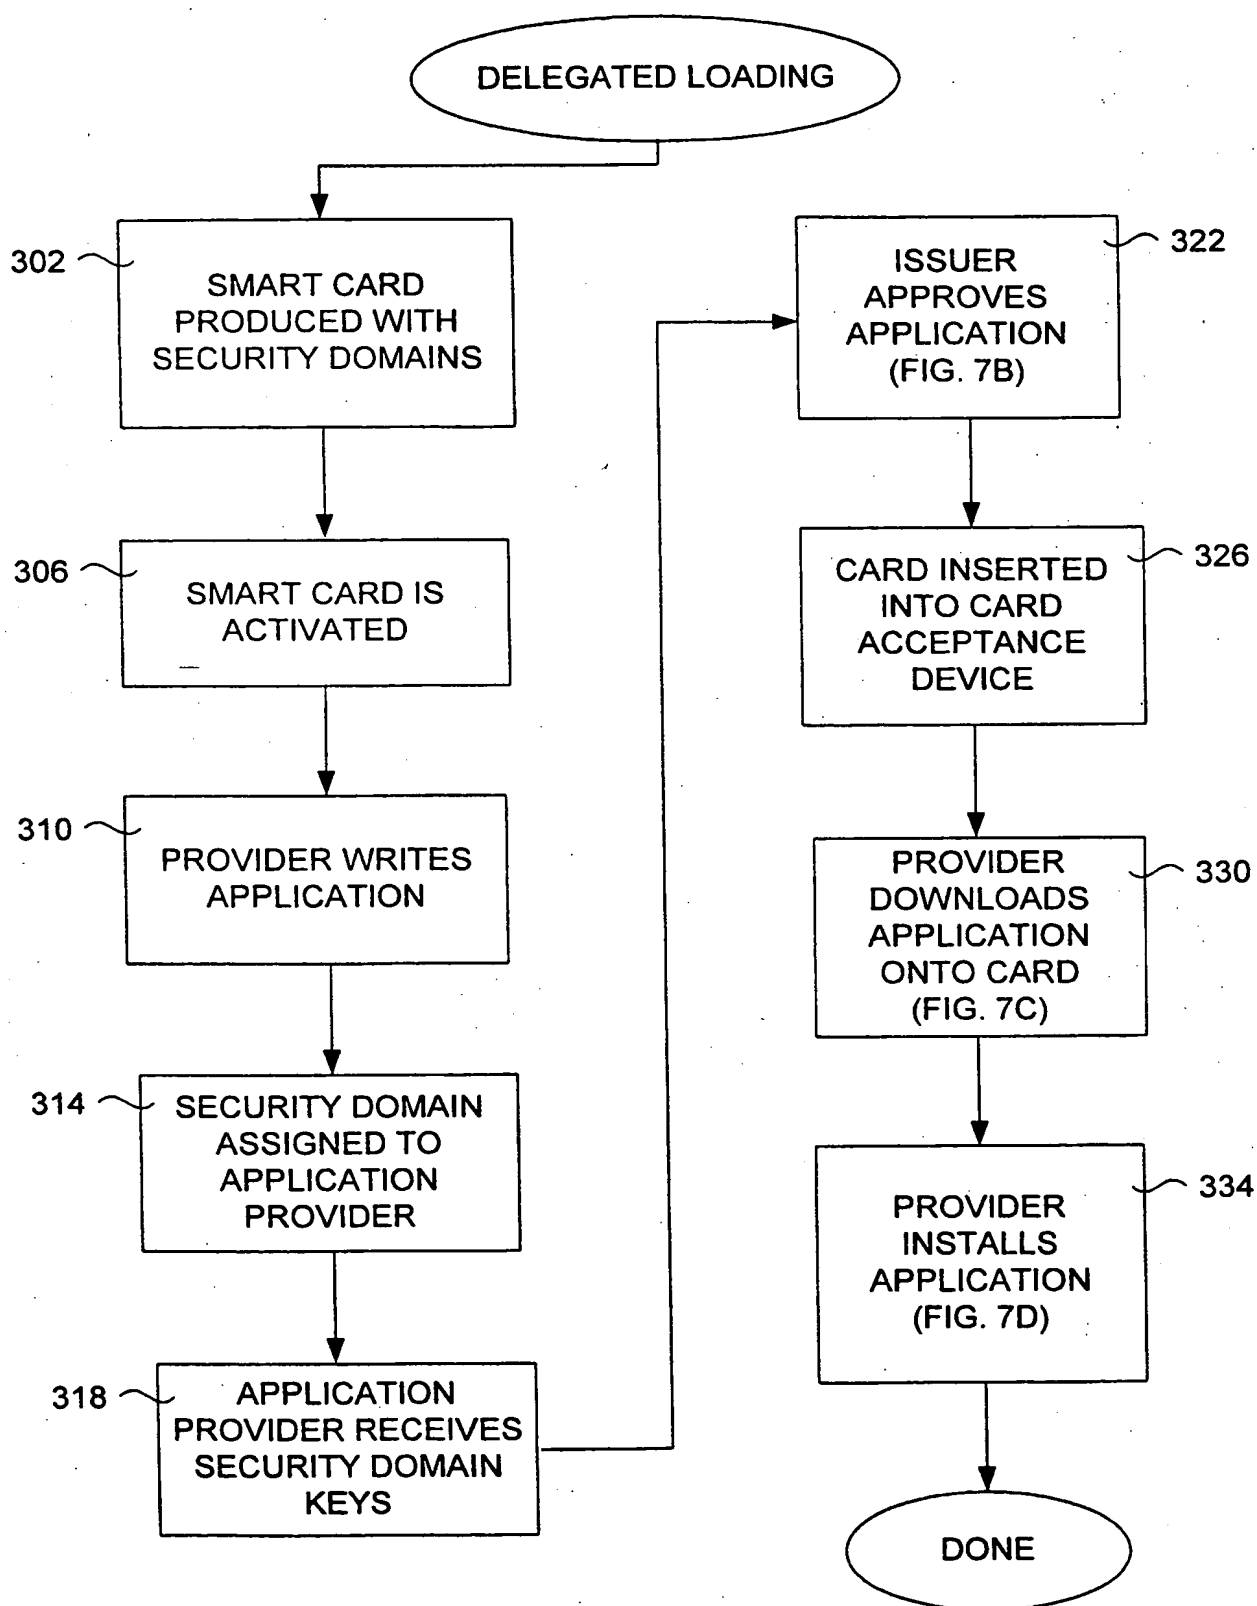 DELEGATED LOADING
302
SMART CARD
PRODUCED WITH
SECURITY DOMAINS
306
SMART CARD IS
ACTIVATED
310
PROVIDER WRITES
APPLICATION
314
SECURITY DOMAIN
ASSIGNED TO
APPLICATION
PROVIDER
318
APPLICATION
PROVIDER RECEIVES
SECURITY DOMAIN
KEYS
322
ISSUER
APPROVES
APPLICATION
(FIG. 7B)
326
CARD INSERTED
INTO CARD
ACCEPTANCE
DEVICE
330
PROVIDER
DOWNLOADS
APPLICATION
ONTO CARD
(FIG. 7C)
334
PROVIDER
INSTALLS
APPLICATION
(FIG. 7D)
DONE